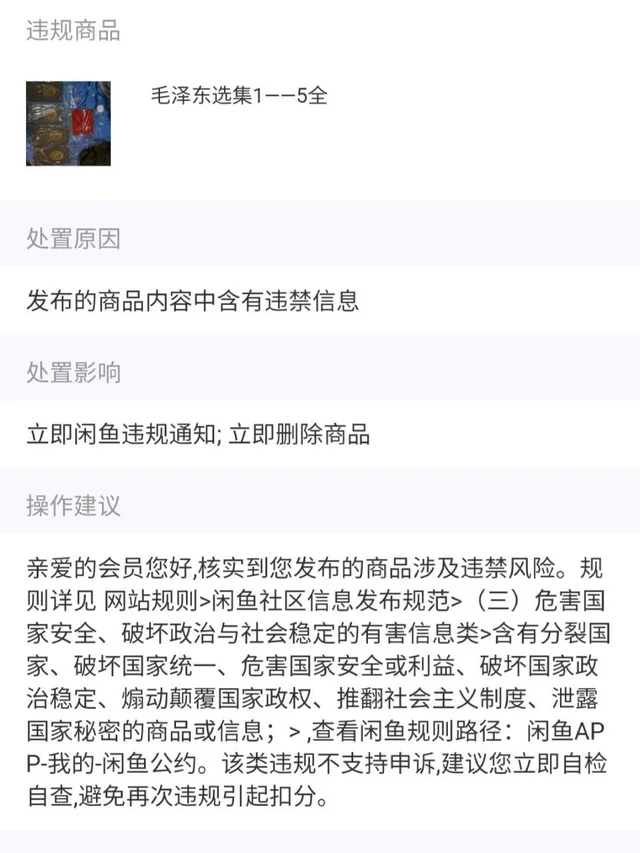 违规商品
毛泽东选集1——5全
处置原因
发布的商品内容中含有违禁信息
处置影响
立即闲鱼违规通知; 立即删除商品
操作建议
亲爱的会员您好,核实到您发布的商品涉及违禁风险。规
则详见 网站规则>闲鱼社区信息发布规范>（三）危害国
家安全、破坏政治与社会稳定的有害信息类>含有分裂国
家、破坏国家统一、危害国家安全或利益、破坏国家政
治稳定、煽动颠覆国家政权、推翻社会主义制度、泄露
国家秘密的商品或信息；> ,查看闲鱼规则路径：闲鱼AP
P-我的-闲鱼公约。该类违规不支持申诉,建议您立即自检
自查,避免再次违规引起扣分。